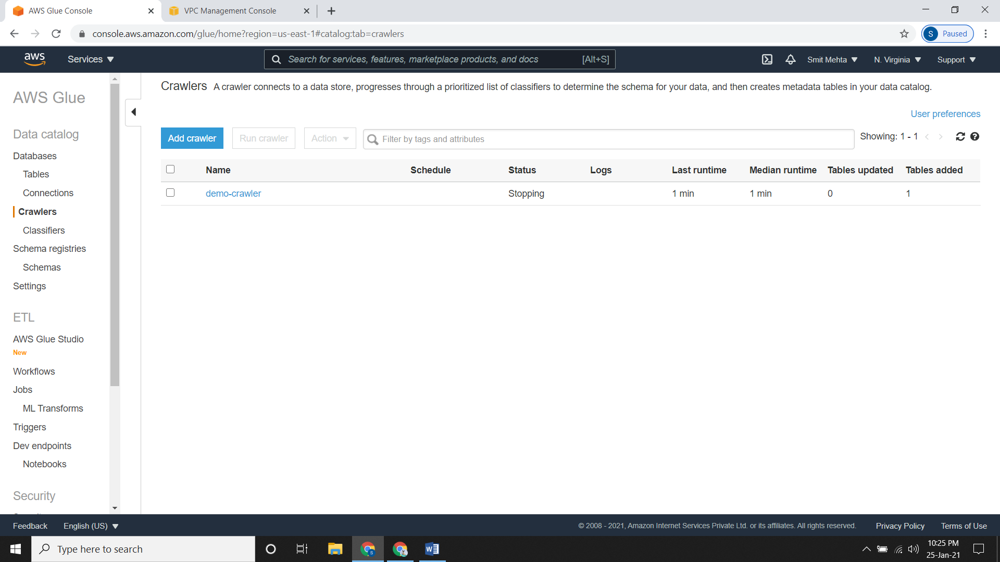 AWS Glue Console
VPC Management Console
console.aws.amazon.com/glue/home?region=us-east-1#catalog:tab=crawlers
S Paused
aws
Services
Search for services, features, marketplace products, and docs [Alt+S]
Smit Mehta
N. Virginia
Support
AWS Glue
Data catalog
Databases
Tables
Connections
Crawlers
Classifiers
Schema registries
Schemas
Settings
ETL
AWS Glue Studio
New
Workflows
Jobs
ML Transforms
Triggers
Dev endpoints
Notebooks
Security
Crawlers A crawler connects to a data store, progresses through a prioritized list of classifiers to determine the schema for your data, and then creates metadata tables in your data catalog.
User preferences
Add crawler Run crawler Action Filter by tags and attributes Showing: 1 - 1
Name Schedule Status Logs Last runtime Median runtime Tables updated Tables added
demo-crawler Stopping 1 min 1 min 0 1
Feedback English (US) © 2008 - 2021, Amazon Internet Services Private Ltd. or its affiliates. All rights reserved. Privacy Policy Terms of Use
Type here to search
10:25 PM
25-Jan-21